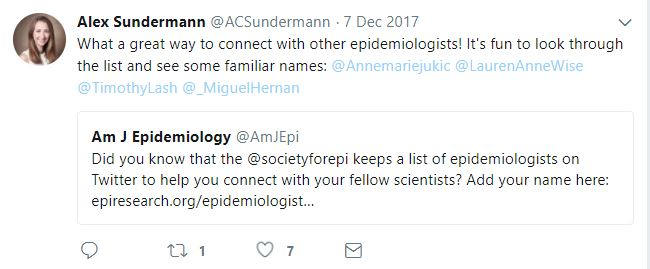 Alex Sundermann @ACSundermann · 7 Dec 2017
What a great way to connect with other epidemiologists! It's fun to look through
the list and see some familiar names: @Annemariejukic @LaurenAnneWise
@TimothyLash @_MiguelHernan
Am J Epidemiology @AmJEpi
Did you know that the @societyforepi keeps a list of epidemiologists on
Twitter to help you connect with your fellow scientists? Add your name here:
epiresearch.org/epidemiologist...
1 7